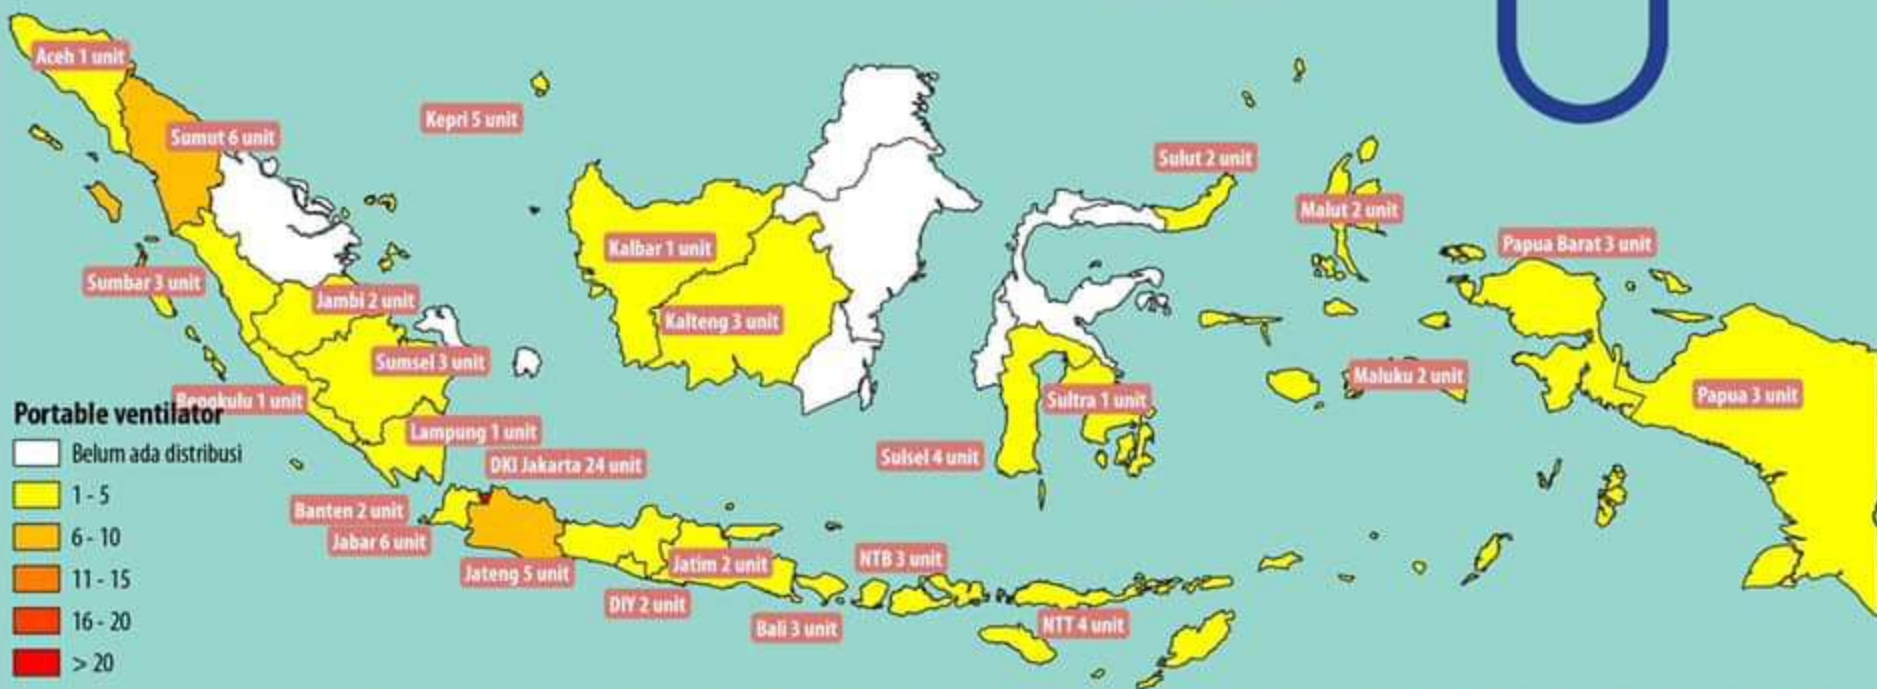 Aceh 1 unit
Sumut 6 unit
Kepri 5 unit
Sulut 2 unit
Malut 2 unit
Kalbar 1 unit
Papua Barat 3 unit
Sumbar 3 unit
Jambi 2 unit
Kalteng 3 unit
Sumsel 3 unit
Maluku 2 unit
Papua 3 unit
Bengkulu 1 unit
Sultra 1 unit
Lampung 1 unit
Sulsel 4 unit
DKI Jakarta 24 unit
Banten 2 unit
Jabar 6 unit
Jateng 5 unit
Jatim 2 unit
NTB 3 unit
DIY 2 unit
Bali 3 unit
NTT 4 unit
Portable ventilator
Belum ada distribusi
1 - 5
6 - 10
11 - 15
16 - 20
> 20